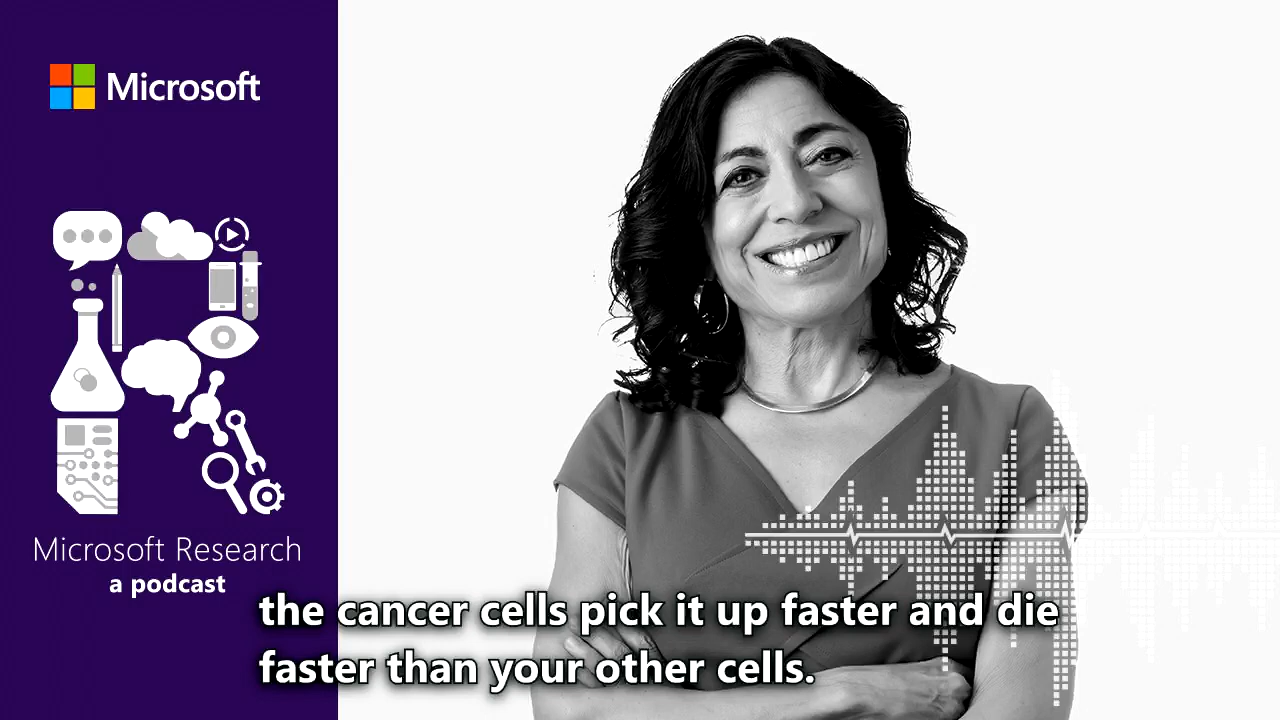 Microsoft
Microsoft Research
a podcast
the cancer cells pick it up faster and die
faster than your other cells.